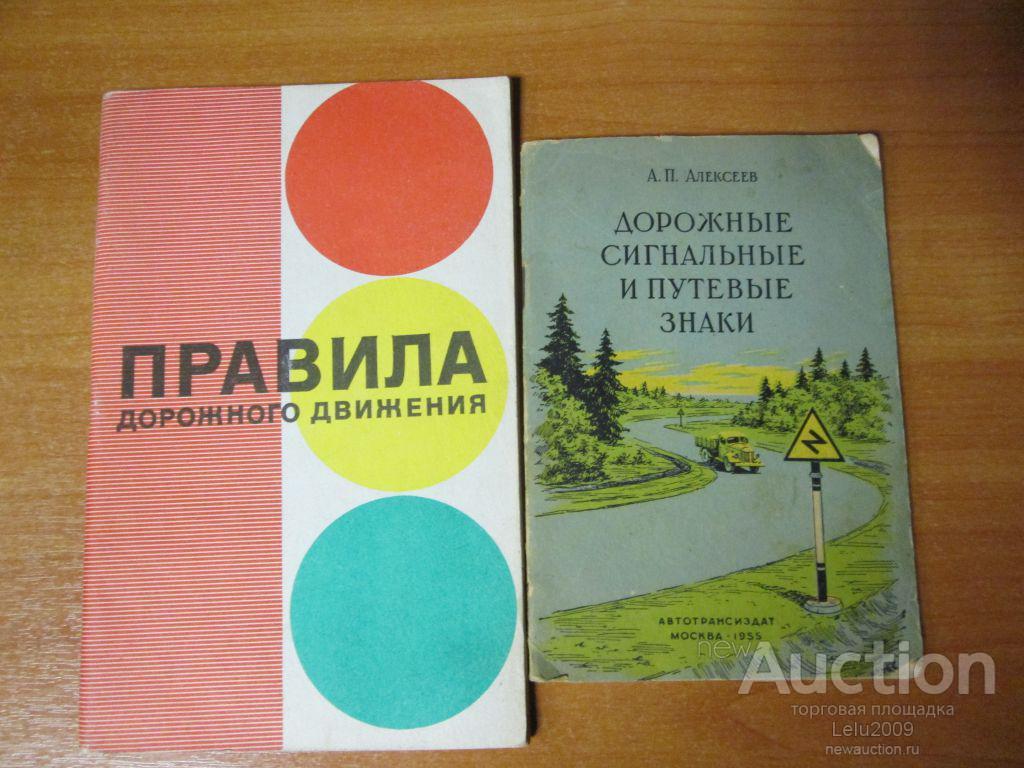 ПРАВИЛА
ДОРОЖНОГО ДВИЖЕНИЯ
А. П. АЛЕКСЕЕВ
ДОРОЖНЫЕ
СИГНАЛЬНЫЕ
И ПУТЕВЫЕ
ЗНАКИ
АВТОТРАНСИЗДАТ
МОСКВА · 1955
new
Auction
торговая площадка
Lelu2009
newauction.ru